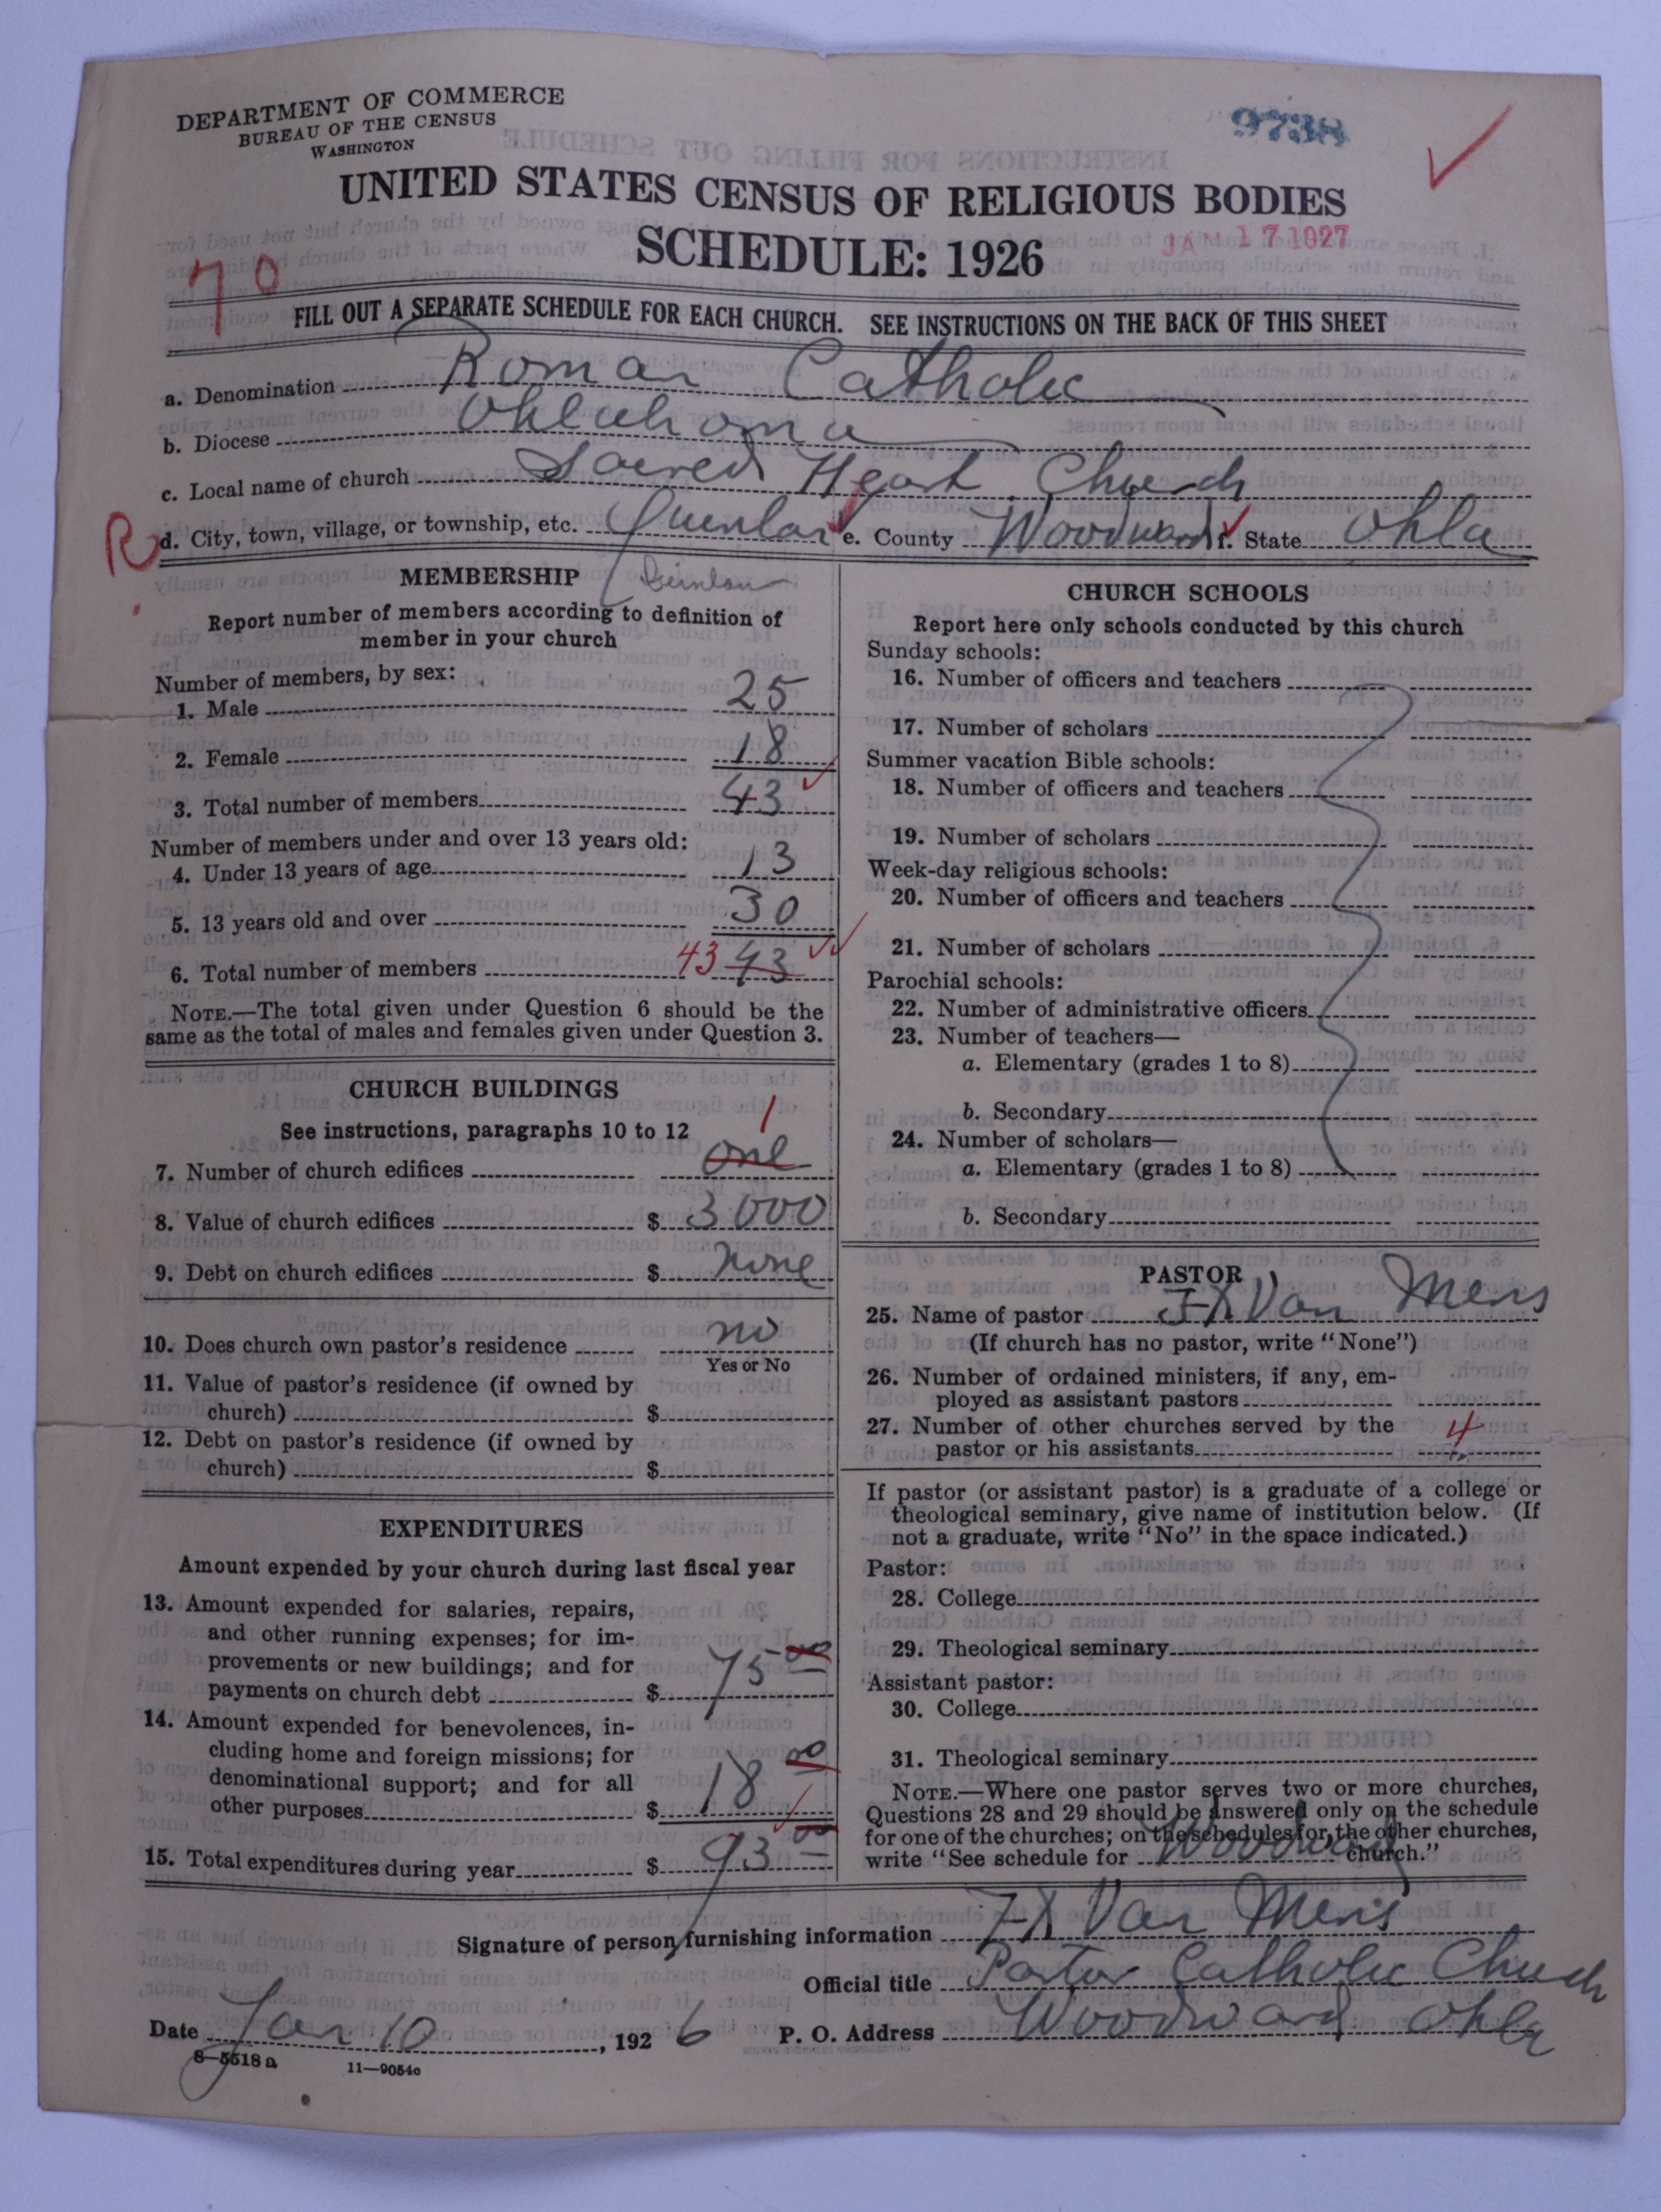 DEPARTMENT OF COMMERCE
BUREAU OF THE CENSUS
WASHINGTON
9738
UNITED STATES CENSUS OF RELIGIOUS BODIES
SCHEDULE: 1926
JAN 17 1927
70
FILL OUT A SEPARATE SCHEDULE FOR EACH CHURCH. SEE INSTRUCTIONS ON THE BACK OF THIS SHEET
a. Denomination Roman Catholic
b. Diocese Oklahoma
c. Local name of church Sacred Heart Church
R d. City, town, village, or township, etc. Quinlan e. County Woodward f. State Okla
Quinlan
MEMBERSHIP
Report number of members according to definition of
member in your church
Number of members, by sex:
1. Male 25
2. Female 18
3. Total number of members 43
Number of members under and over 13 years old:
4. Under 13 years of age 13
5. 13 years old and over 30
6. Total number of members 43 43
NOTE.—The total given under Question 6 should be the
same as the total of males and females given under Question 3.
CHURCH BUILDINGS
See instructions, paragraphs 10 to 12
1
7. Number of church edifices one
8. Value of church edifices $ 3000
9. Debt on church edifices $ none
10. Does church own pastor's residence no
Yes or No
11. Value of pastor's residence (if owned by
church) $
12. Debt on pastor's residence (if owned by
church) $
EXPENDITURES
Amount expended by your church during last fiscal year
13. Amount expended for salaries, repairs,
and other running expenses; for im-
provements or new buildings; and for
payments on church debt $ 75 00
14. Amount expended for benevolences, in-
cluding home and foreign missions; for
denominational support; and for all
other purposes $ 18 00
15. Total expenditures during year $ 93 00
CHURCH SCHOOLS
Report here only schools conducted by this church
Sunday schools:
16. Number of officers and teachers
17. Number of scholars
Summer vacation Bible schools:
18. Number of officers and teachers
19. Number of scholars
Week-day religious schools:
20. Number of officers and teachers
21. Number of scholars
Parochial schools:
22. Number of administrative officers
23. Number of teachers—
a. Elementary (grades 1 to 8)
b. Secondary
24. Number of scholars—
a. Elementary (grades 1 to 8)
b. Secondary
PASTOR
25. Name of pastor F X Van Mens
(If church has no pastor, write "None")
26. Number of ordained ministers, if any, em-
ployed as assistant pastors
27. Number of other churches served by the
pastor or his assistants 4
If pastor (or assistant pastor) is a graduate of a college or
theological seminary, give name of institution below. (If
not a graduate, write "No" in the space indicated.)
Pastor:
28. College
29. Theological seminary
Assistant pastor:
30. College
31. Theological seminary
NOTE.—Where one pastor serves two or more churches,
Questions 28 and 29 should be answered only on the schedule
for one of the churches; on the schedules for the other churches,
write "See schedule for Woodward church."
Signature of person furnishing information F X Van Mens
Official title Pastor Catholic Church
Date Jan 10, 1926 P. O. Address Woodward Okla
8—5518 a 11—9054c